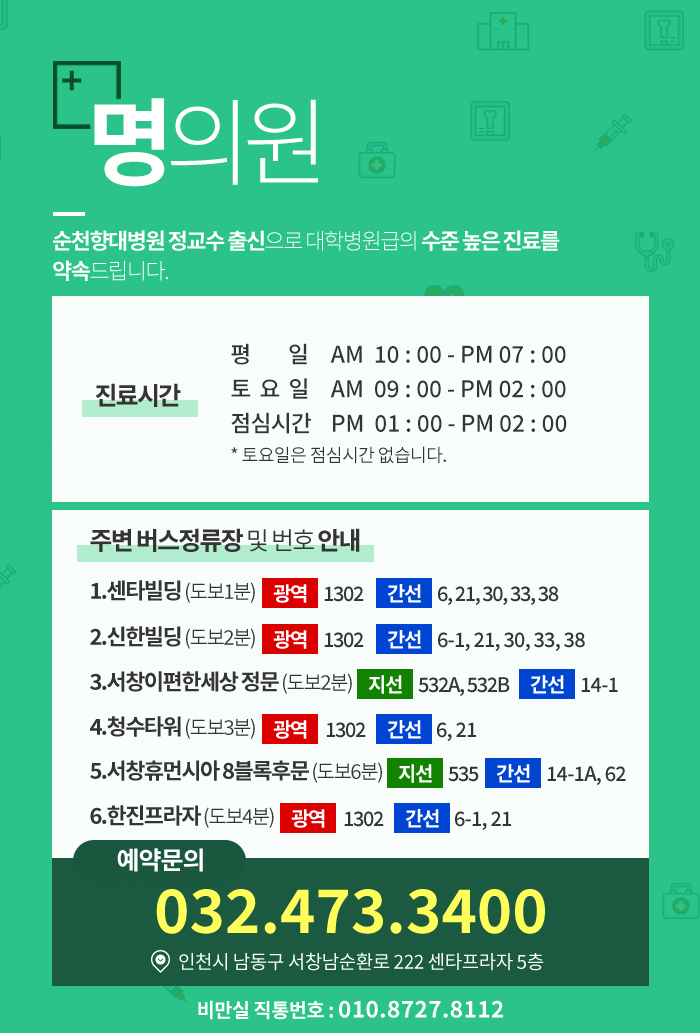 명의원
순천향대병원 정교수 출신으로 대학병원급의 수준 높은 진료를
약속드립니다.
진료시간
평 일 AM 10 : 00 - PM 07 : 00
토 요 일 AM 09 : 00 - PM 02 : 00
점심시간 PM 01 : 00 - PM 02 : 00
* 토요일은 점심시간 없습니다.
주변 버스정류장 및 번호 안내
1.센타빌딩 (도보1분) 광역 1302 간선 6, 21, 30, 33, 38
2.신한빌딩 (도보2분) 광역 1302 간선 6-1, 21, 30, 33, 38
3.서창이편한세상 정문 (도보2분) 지선 532A, 532B 간선 14-1
4.청수타워 (도보3분) 광역 1302 간선 6, 21
5.서창휴먼시아 8블록후문 (도보6분) 지선 535 간선 14-1A, 62
6.한진프라자 (도보4분) 광역 1302 간선 6-1, 21
예약문의
032.473.3400
인천시 남동구 서창남순환로 222 센타프라자 5층
비만실 직통번호 : 010.8727.8112